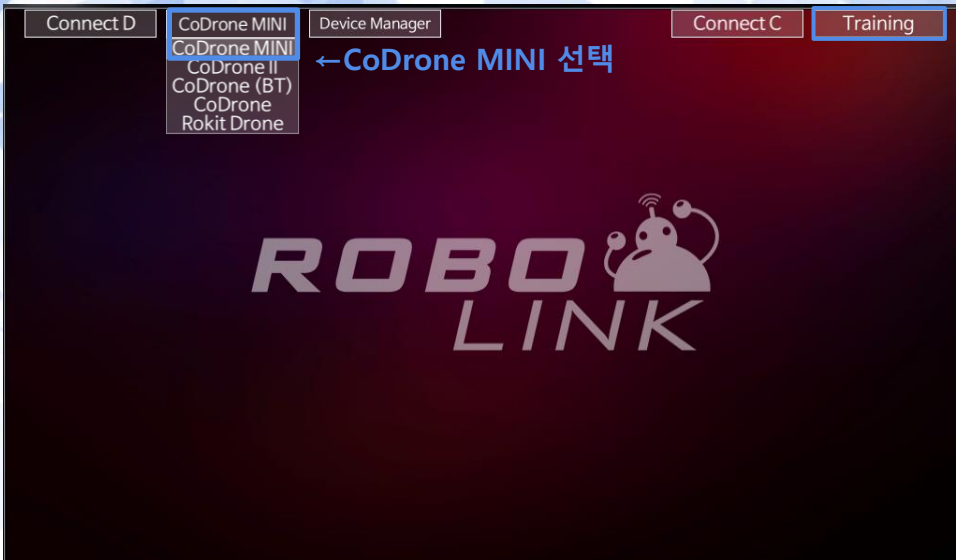 Connect D
CoDrone MINI
Device Manager
Connect C
Training
CoDrone MINI
←CoDrone MINI 선택
CoDrone II
CoDrone (BT)
CoDrone
Rokit Drone
ROBO
LINK